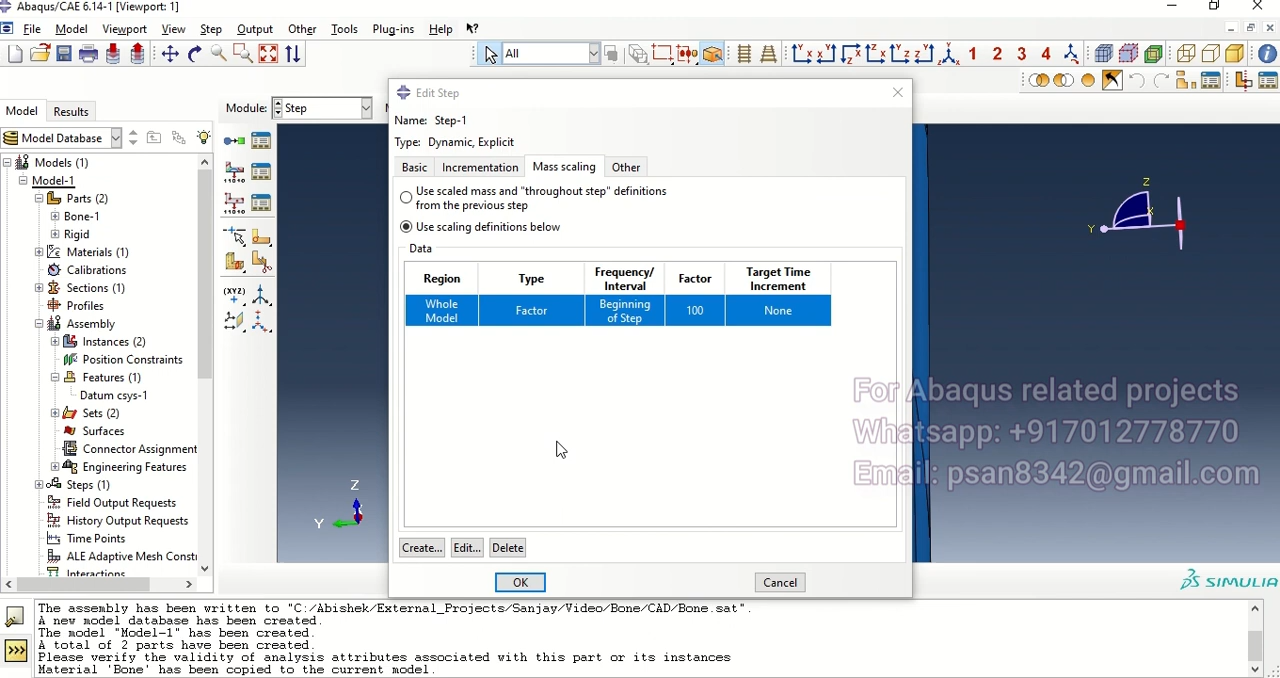 Abaqus/CAE 6.14-1 [Viewport: 1]
File Model Viewport View Step Output Other Tools Plug-ins Help
All
1 2 3 4
Model Results
Module: Step
Model Database
Edit Step
Name: Step-1
Type: Dynamic, Explicit
Basic Incrementation Mass scaling Other
Use scaled mass and "throughout step" definitions
from the previous step
Use scaling definitions below
Data
Region Type Frequency/ Interval Factor Target Time Increment
Whole Model Factor Beginning of Step 100 None
Create... Edit... Delete
OK Cancel
Models (1)
Model-1
Parts (2)
Bone-1
Rigid
Materials (1)
Calibrations
Sections (1)
Profiles
Assembly
Instances (2)
Position Constraints
Features (1)
Datum csys-1
Sets (2)
Surfaces
Connector Assignment
Engineering Features
Steps (1)
Field Output Requests
History Output Requests
Time Points
ALE Adaptive Mesh Constr
Interactions
(XYZ)
Z
Y
Z
X
Y
For Abaqus related projects
Whatsapp: +917012778770
Email: psan8342@gmail.com
SIMULIA
The assembly has been written to "C:/Abishek/External_Projects/Sanjay/Video/Bone/CAD/Bone.sat".
A new model database has been created.
The model "Model-1" has been created.
A total of 2 parts have been created.
Please verify the validity of analysis attributes associated with this part or its instances
Material 'Bone' has been copied to the current model.